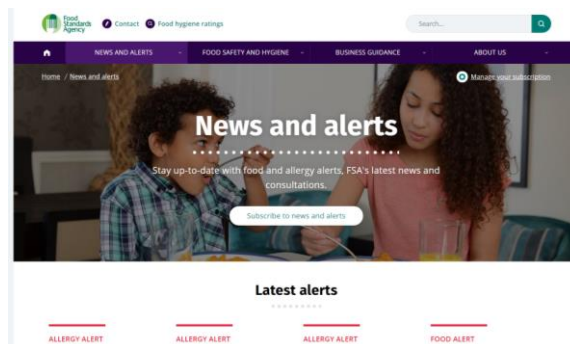 Food
Standards
Agency
Contact
Food hygiene ratings
Search...
NEWS AND ALERTS
FOOD SAFETY AND HYGIENE
BUSINESS GUIDANCE
ABOUT US
Home / News and alerts
Manage your subscription
News and alerts
Stay up-to-date with food and allergy alerts, FSA's latest news and
consultations.
Subscribe to news and alerts
Latest alerts
ALLERGY ALERT
ALLERGY ALERT
ALLERGY ALERT
FOOD ALERT